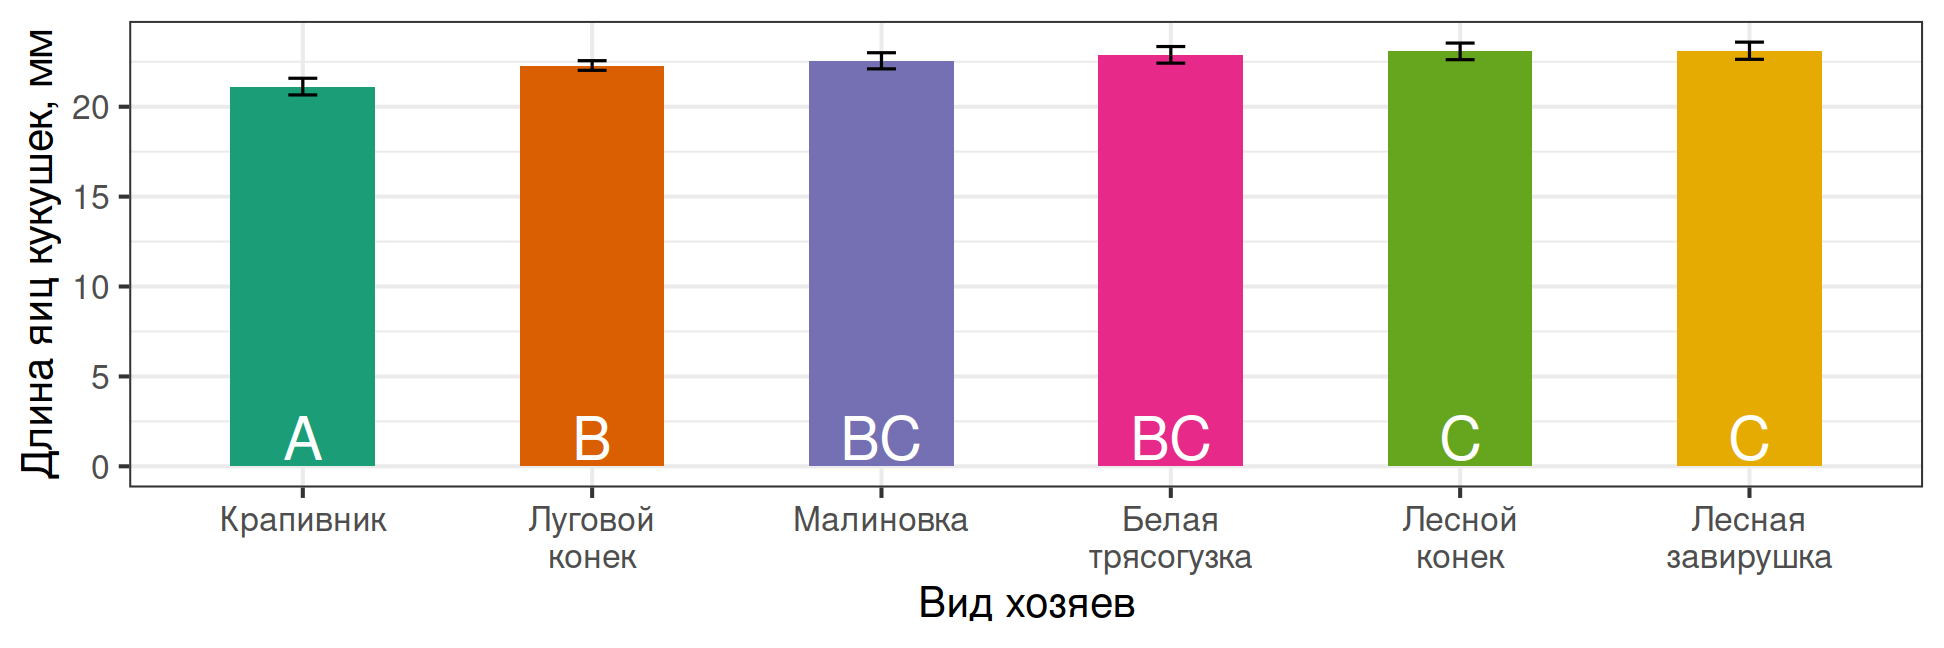 Длина яиц кукушек, мм
20
15
10
5
0
A
B
BC
BC
C
C
Крапивник
Луговой
конек
Малиновка
Белая
трясогузка
Лесной
конек
Лесная
завирушка
Вид хозяев